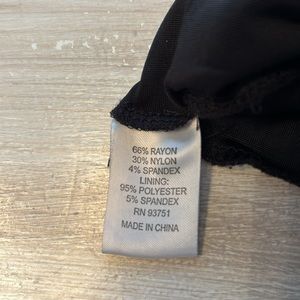 66% RAYON
30% NYLON
4% SPANDEX
LINING:
95% POLYESTER
5% SPANDEX
RN 93751
MADE IN CHINA